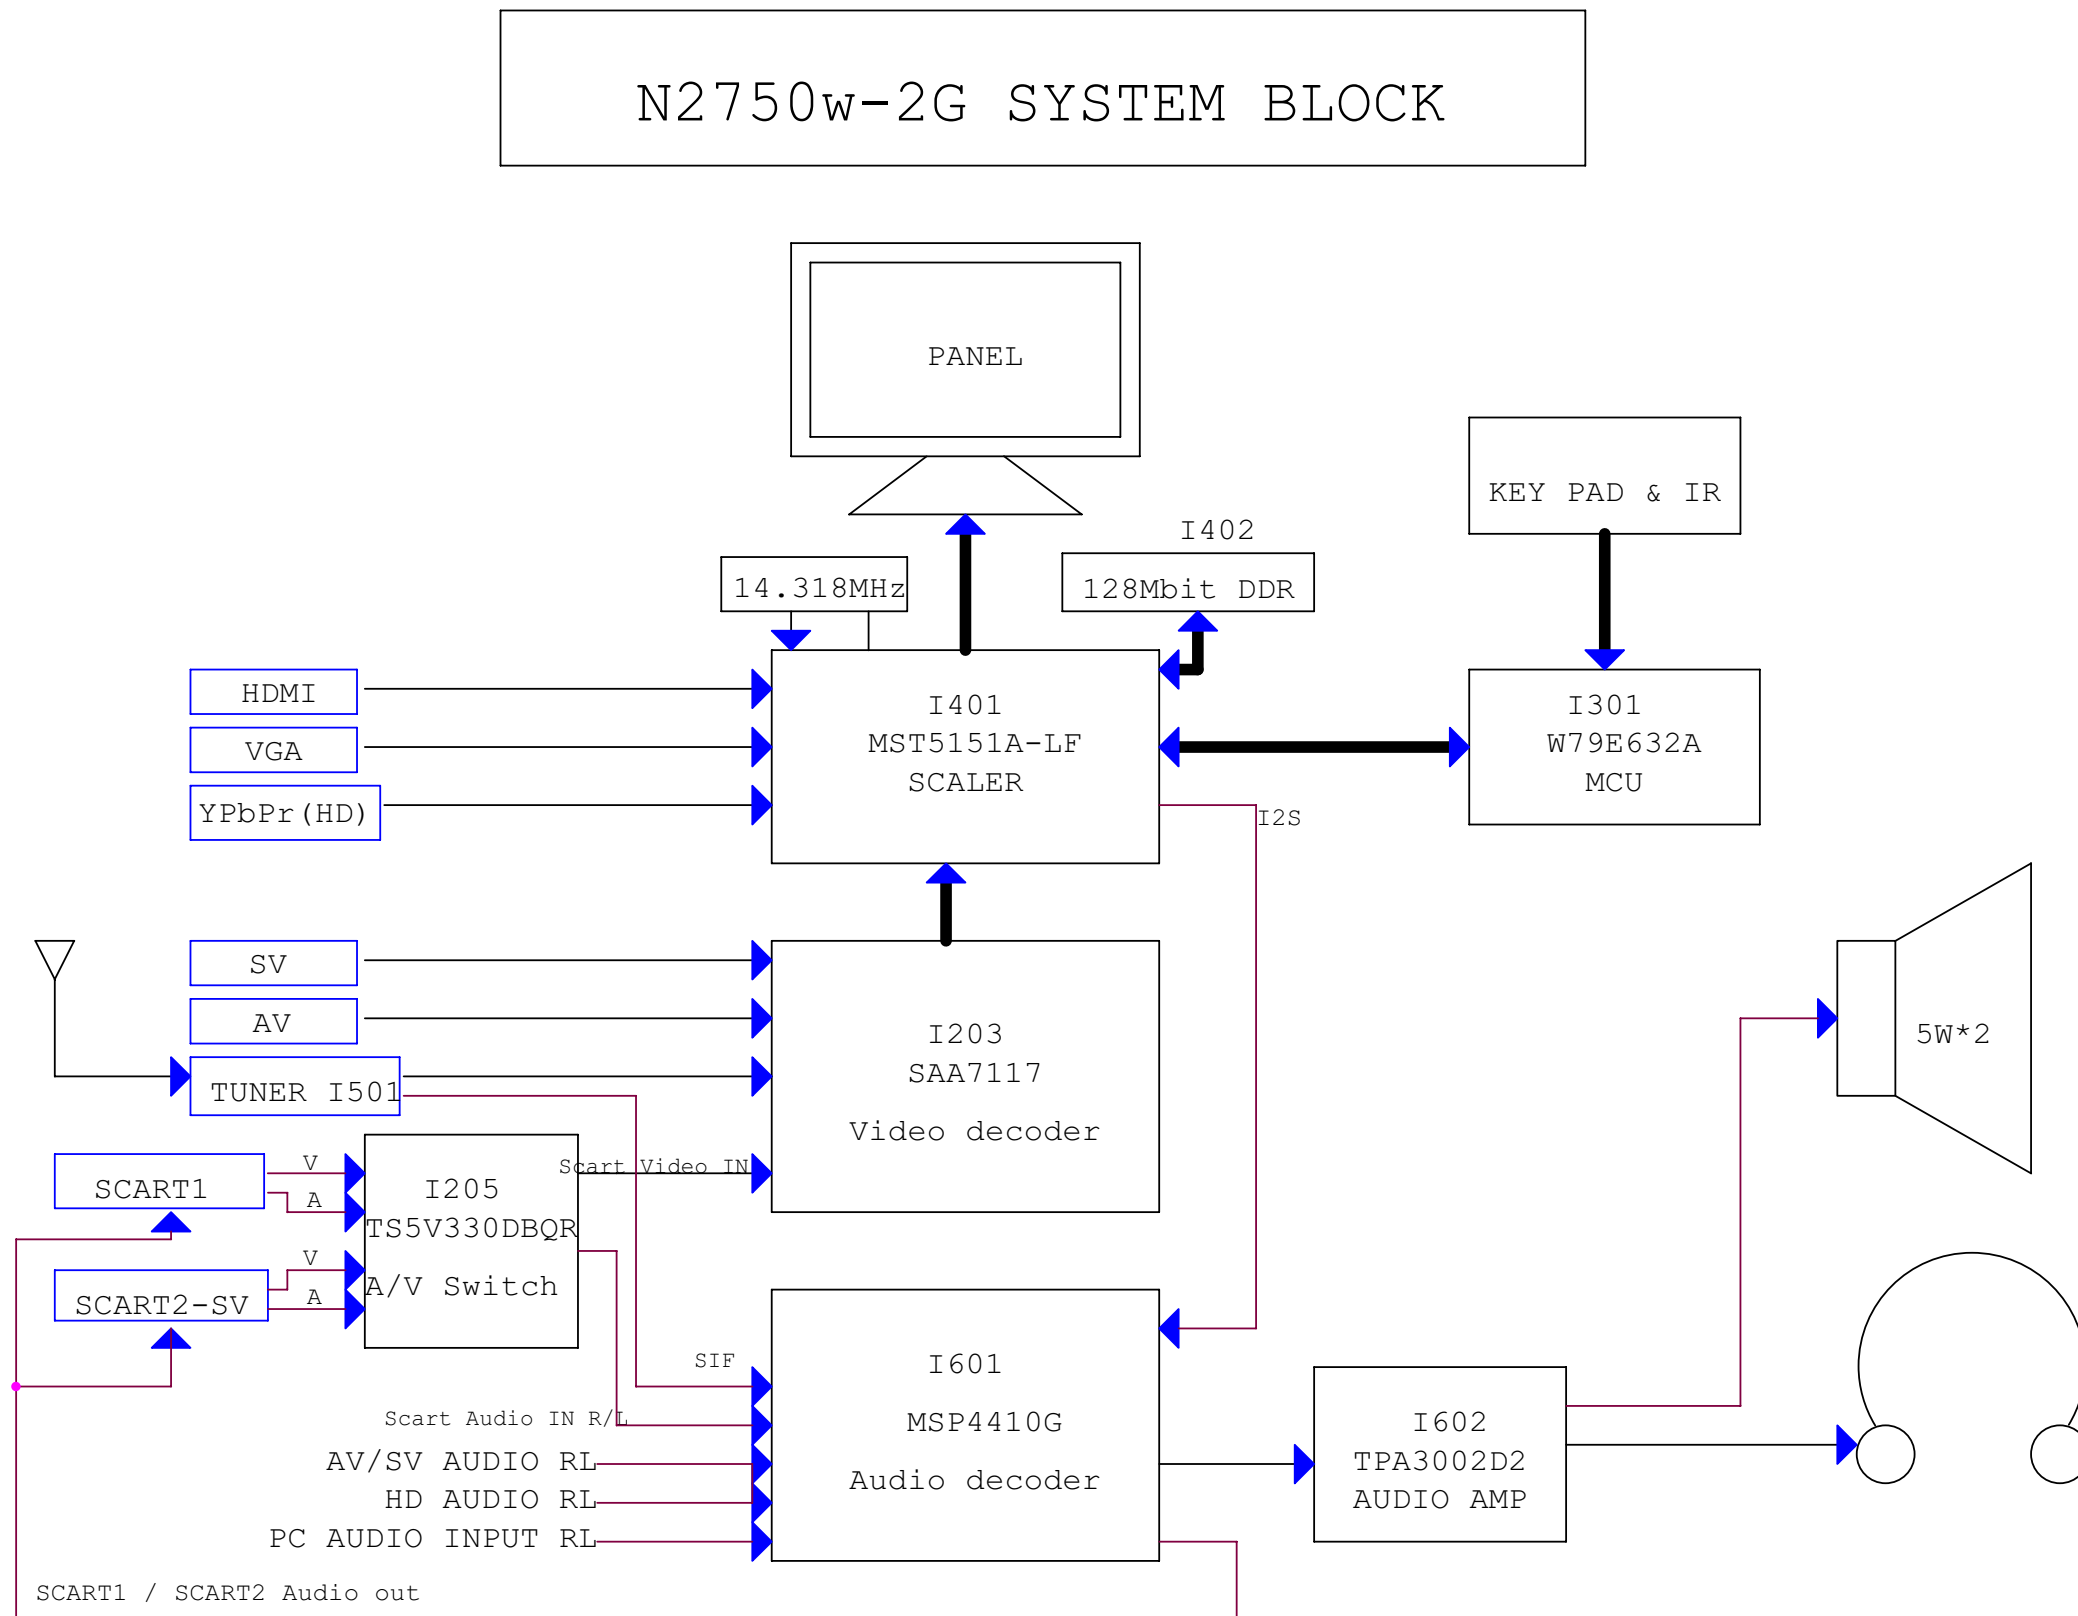 N2750w-2G SYSTEM BLOCK
PANEL
KEY PAD & IR
I402
14.318MHz
128Mbit DDR
HDMI
VGA
YPbPr(HD)
I401
MST5151A-LF
SCALER
I301
W79E632A
MCU
I2S
SV
AV
TUNER I501
I203
SAA7117
Video decoder
5W*2
SCART1
V
A
SCART2-SV
V
A
I205
TS5V330DBQR
A/V Switch
Scart Video IN
SIF
Scart Audio IN R/L
AV/SV AUDIO RL
HD AUDIO RL
PC AUDIO INPUT RL
I601
MSP4410G
Audio decoder
I602
TPA3002D2
AUDIO AMP
SCART1 / SCART2 Audio out